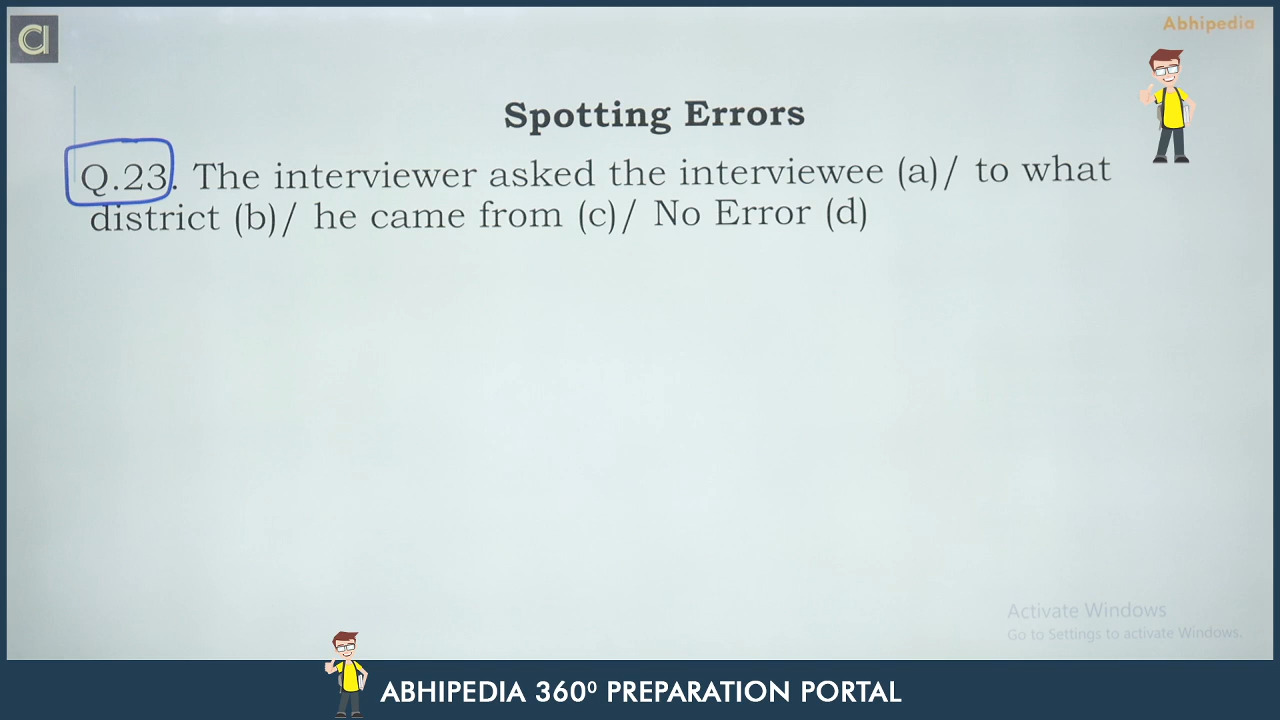 Abhipedia
Spotting Errors
Q.23. The interviewer asked the interviewee (a)/ to what
district (b)/ he came from (c)/ No Error (d)
Activate Windows
Go to Settings to activate Windows.
ABHIPEDIA 360⁰ PREPARATION PORTAL